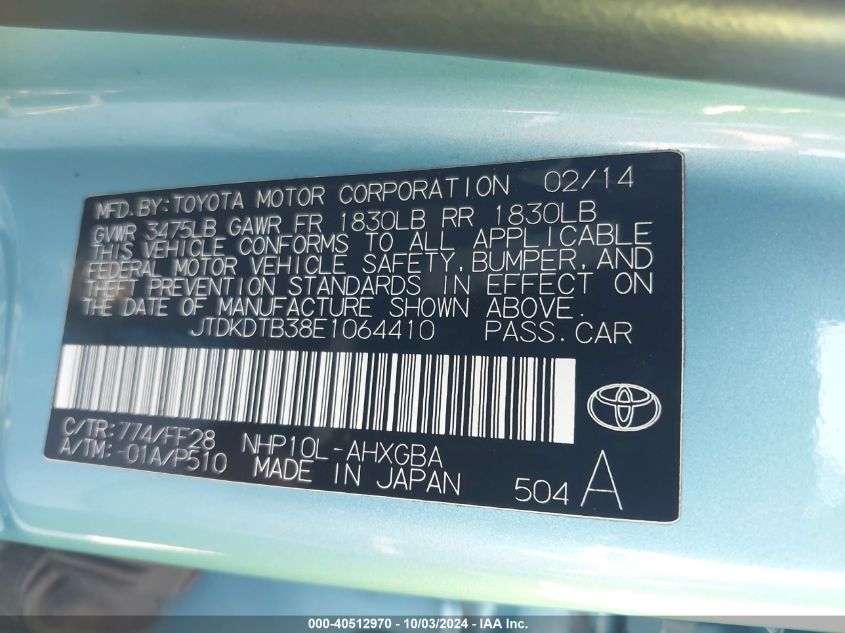 MFD. BY: TOYOTA MOTOR CORPORATION 02/14
GVWR 3475LB GAWR FR 1830LB RR 1830LB
THIS VEHICLE CONFORMS TO ALL APPLICABLE
FEDERAL MOTOR VEHICLE SAFETY, BUMPER, AND
THEFT PREVENTION STANDARDS IN EFFECT ON
THE DATE OF MANUFACTURE SHOWN ABOVE.
JTDKDTB38E1064410 PASS. CAR
C/TR: 774/FF28 NHP10L-AHXGBA
A/TM: -01A/P510 MADE IN JAPAN 504 A
000-40512970 - 10/03/2024 - IAA Inc.